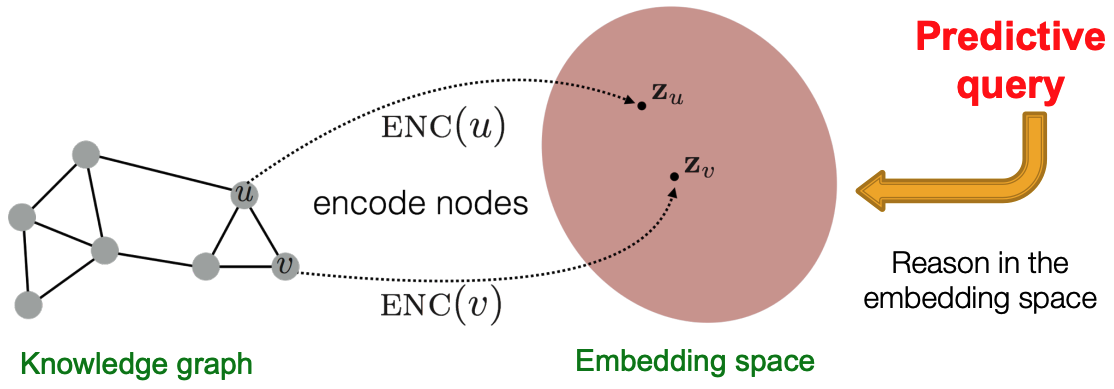 Predictive
query
z_u
ENC(u)
z_v
u
encode nodes
v
ENC(v)
Reason in the
embedding space
Knowledge graph
Embedding space